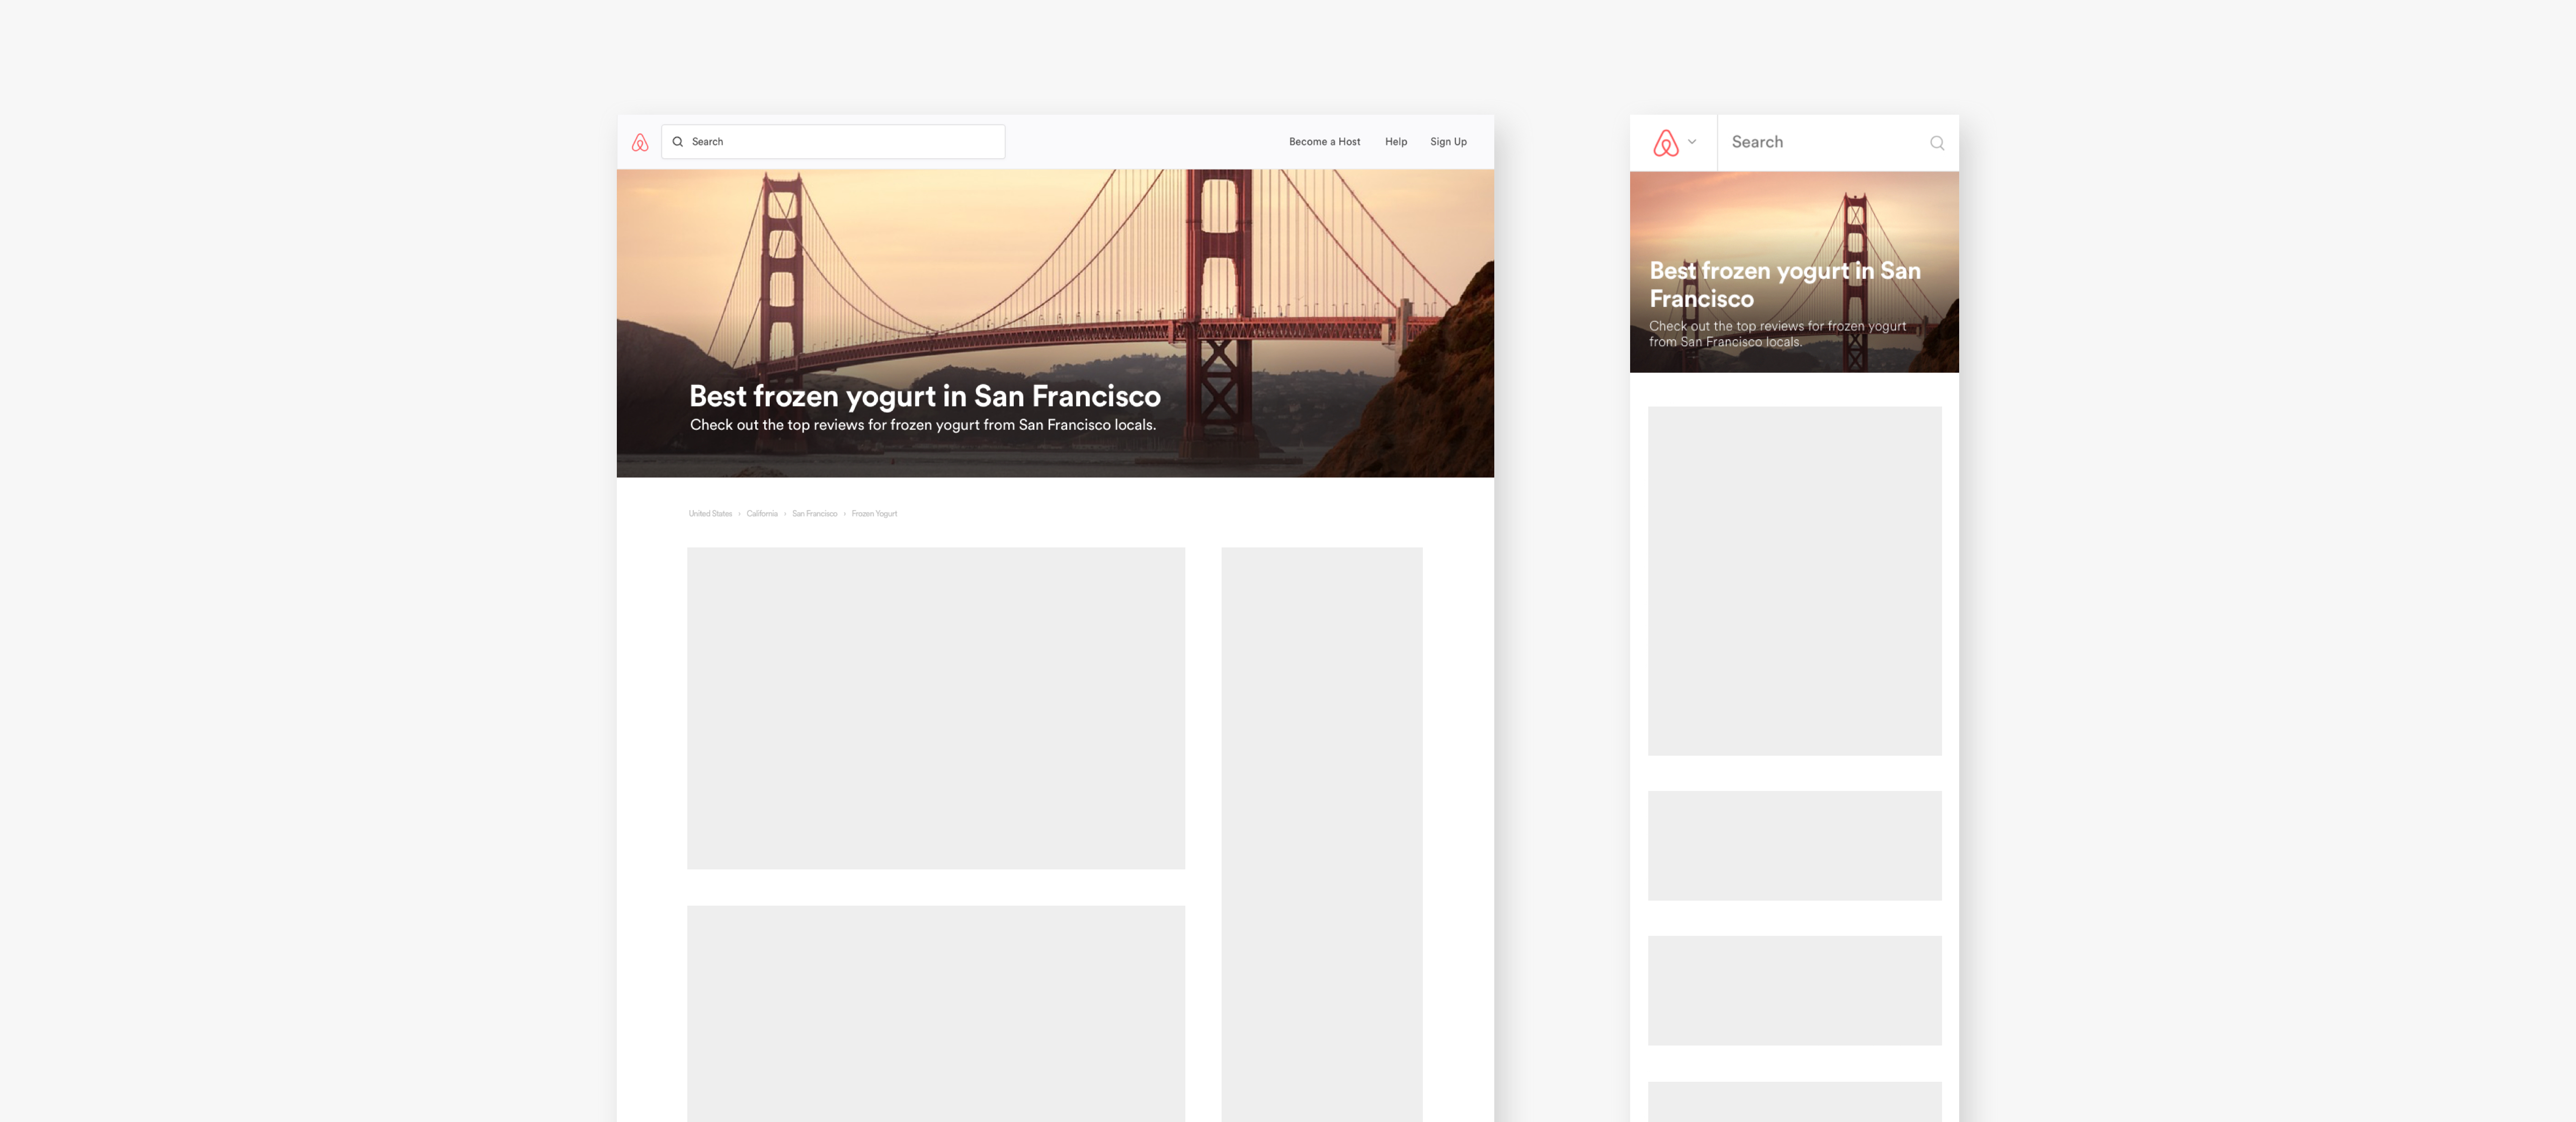 Search
Become a Host Help Sign Up
Best frozen yogurt in San Francisco
Check out the top reviews for frozen yogurt from San Francisco locals.
United States › California › San Francisco › Frozen Yogurt
Search
Best frozen yogurt in San
Francisco
Check out the top reviews for frozen yogurt
from San Francisco locals.